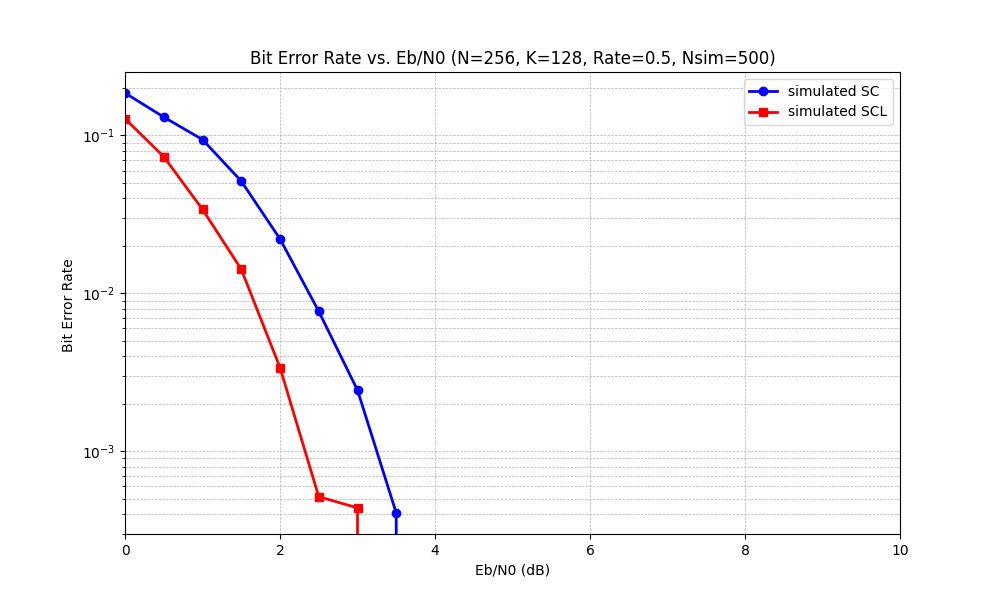 Bit Error Rate vs. Eb/N0 (N=256, K=128, Rate=0.5, Nsim=500)
simulated SC
simulated SCL
Bit Error Rate
10⁻¹
10⁻²
10⁻³
0 2 4 6 8 10
Eb/N0 (dB)